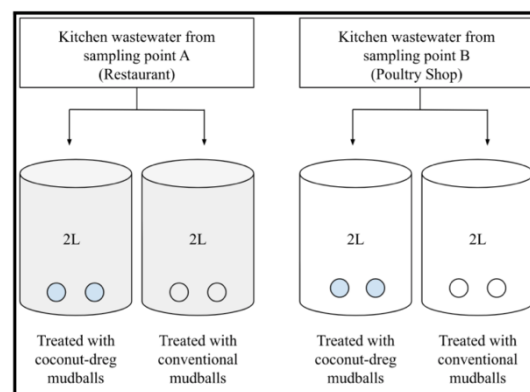 Kitchen wastewater from
sampling point A
(Restaurant)
Kitchen wastewater from
sampling point B
(Poultry Shop)
2L
2L
2L
2L
Treated with
coconut-dreg
mudballs
Treated with
conventional
mudballs
Treated with
coconut-dreg
mudballs
Treated with
conventional
mudballs